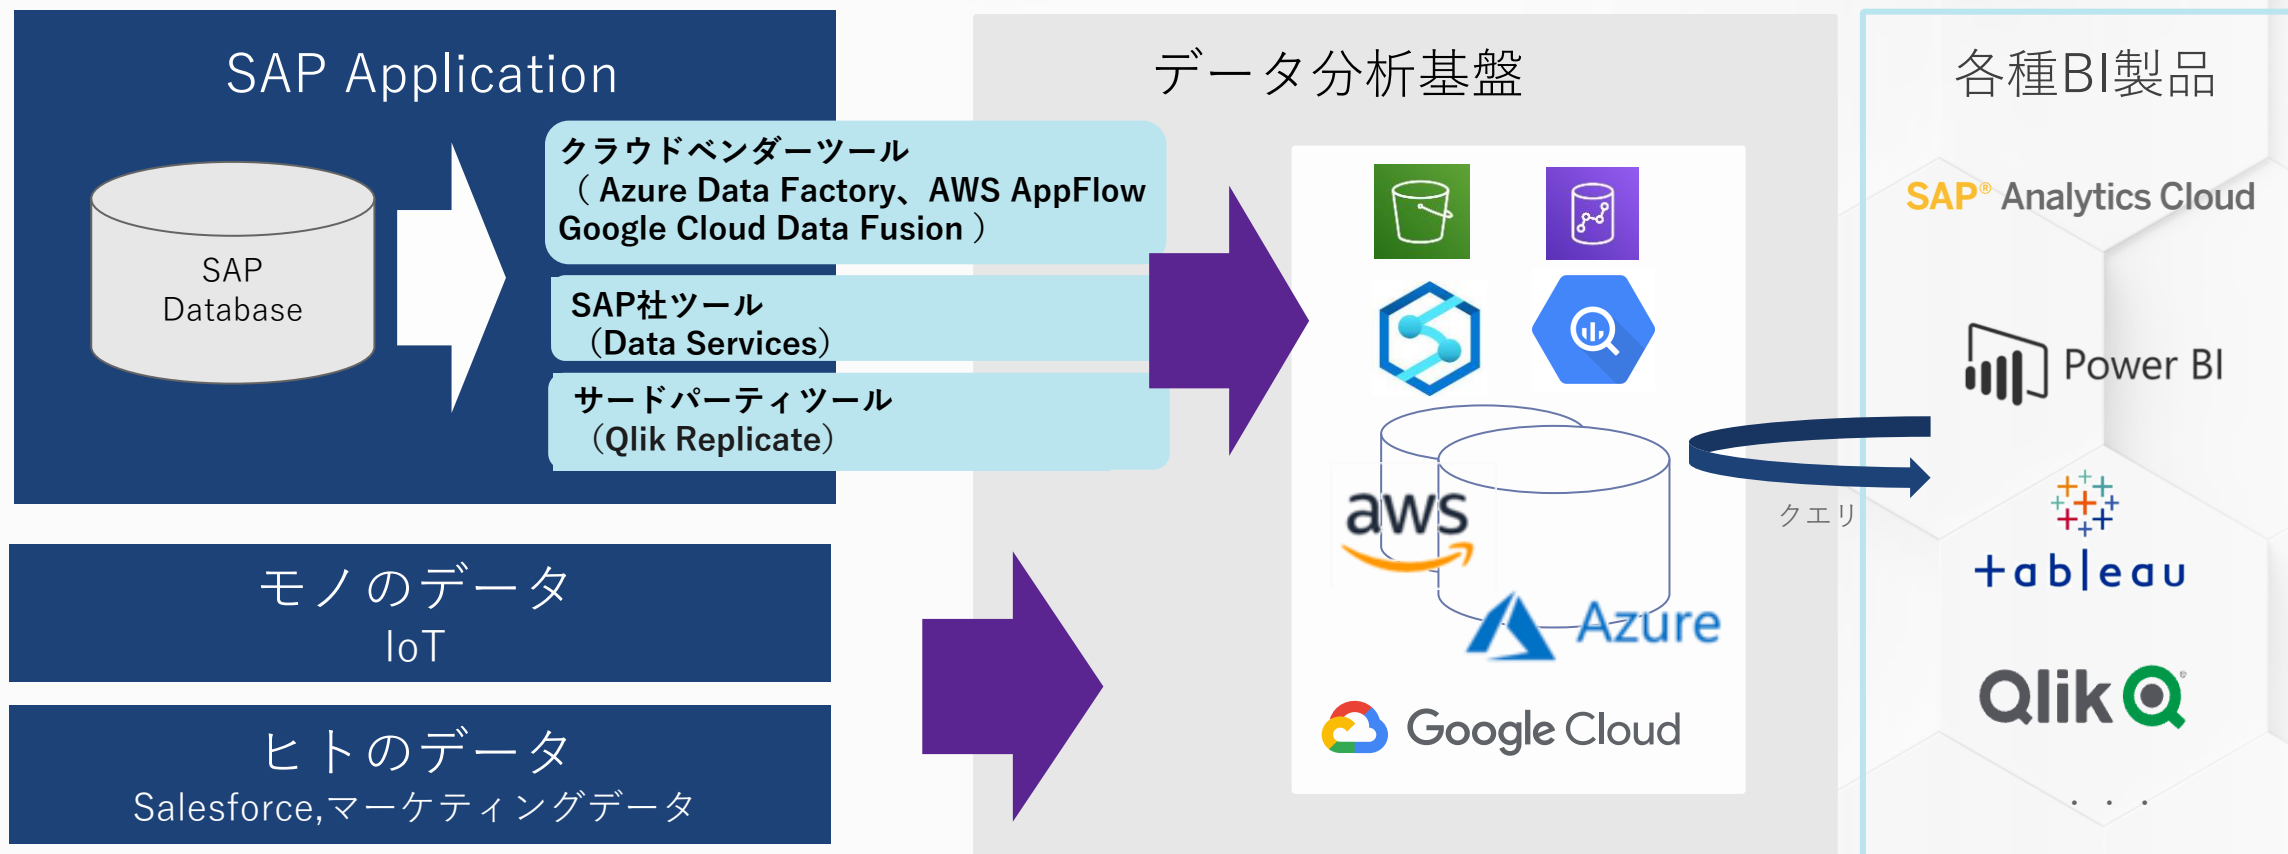 SAP Application
SAP
Database
クラウドベンダーツール
（ Azure Data Factory、AWS AppFlow
Google Cloud Data Fusion ）
SAP社ツール
（Data Services）
サードパーティツール
（Qlik Replicate）
モノのデータ
IoT
ヒトのデータ
Salesforce,マーケティングデータ
データ分析基盤
aws
Azure
Google Cloud
クエリ
各種BI製品
SAP® Analytics Cloud
Power BI
+ableau
Qlik
・・・